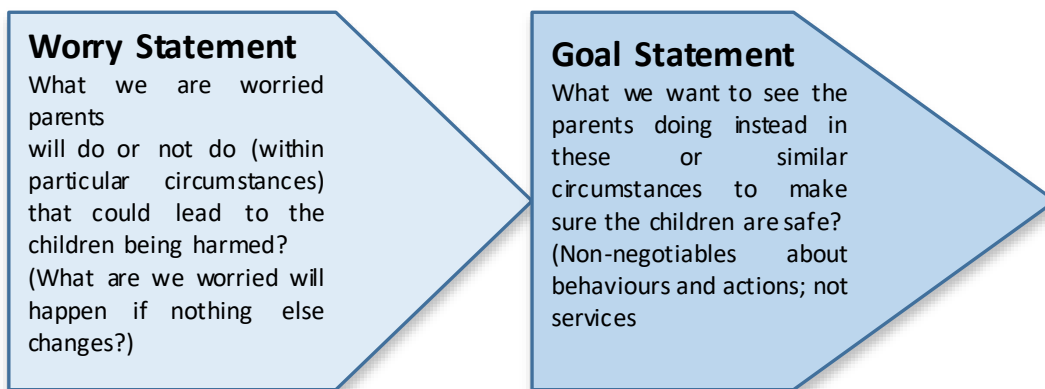 Worry Statement
What we are worried
parents
will do or not do (within
particular circumstances)
that could lead to the
children being harmed?
(What are we worried will
happen if nothing else
changes?)
Goal Statement
What we want to see the
parents doing instead in
these or similar
circumstances to make
sure the children are safe?
(Non-negotiables about
behaviours and actions; not
services